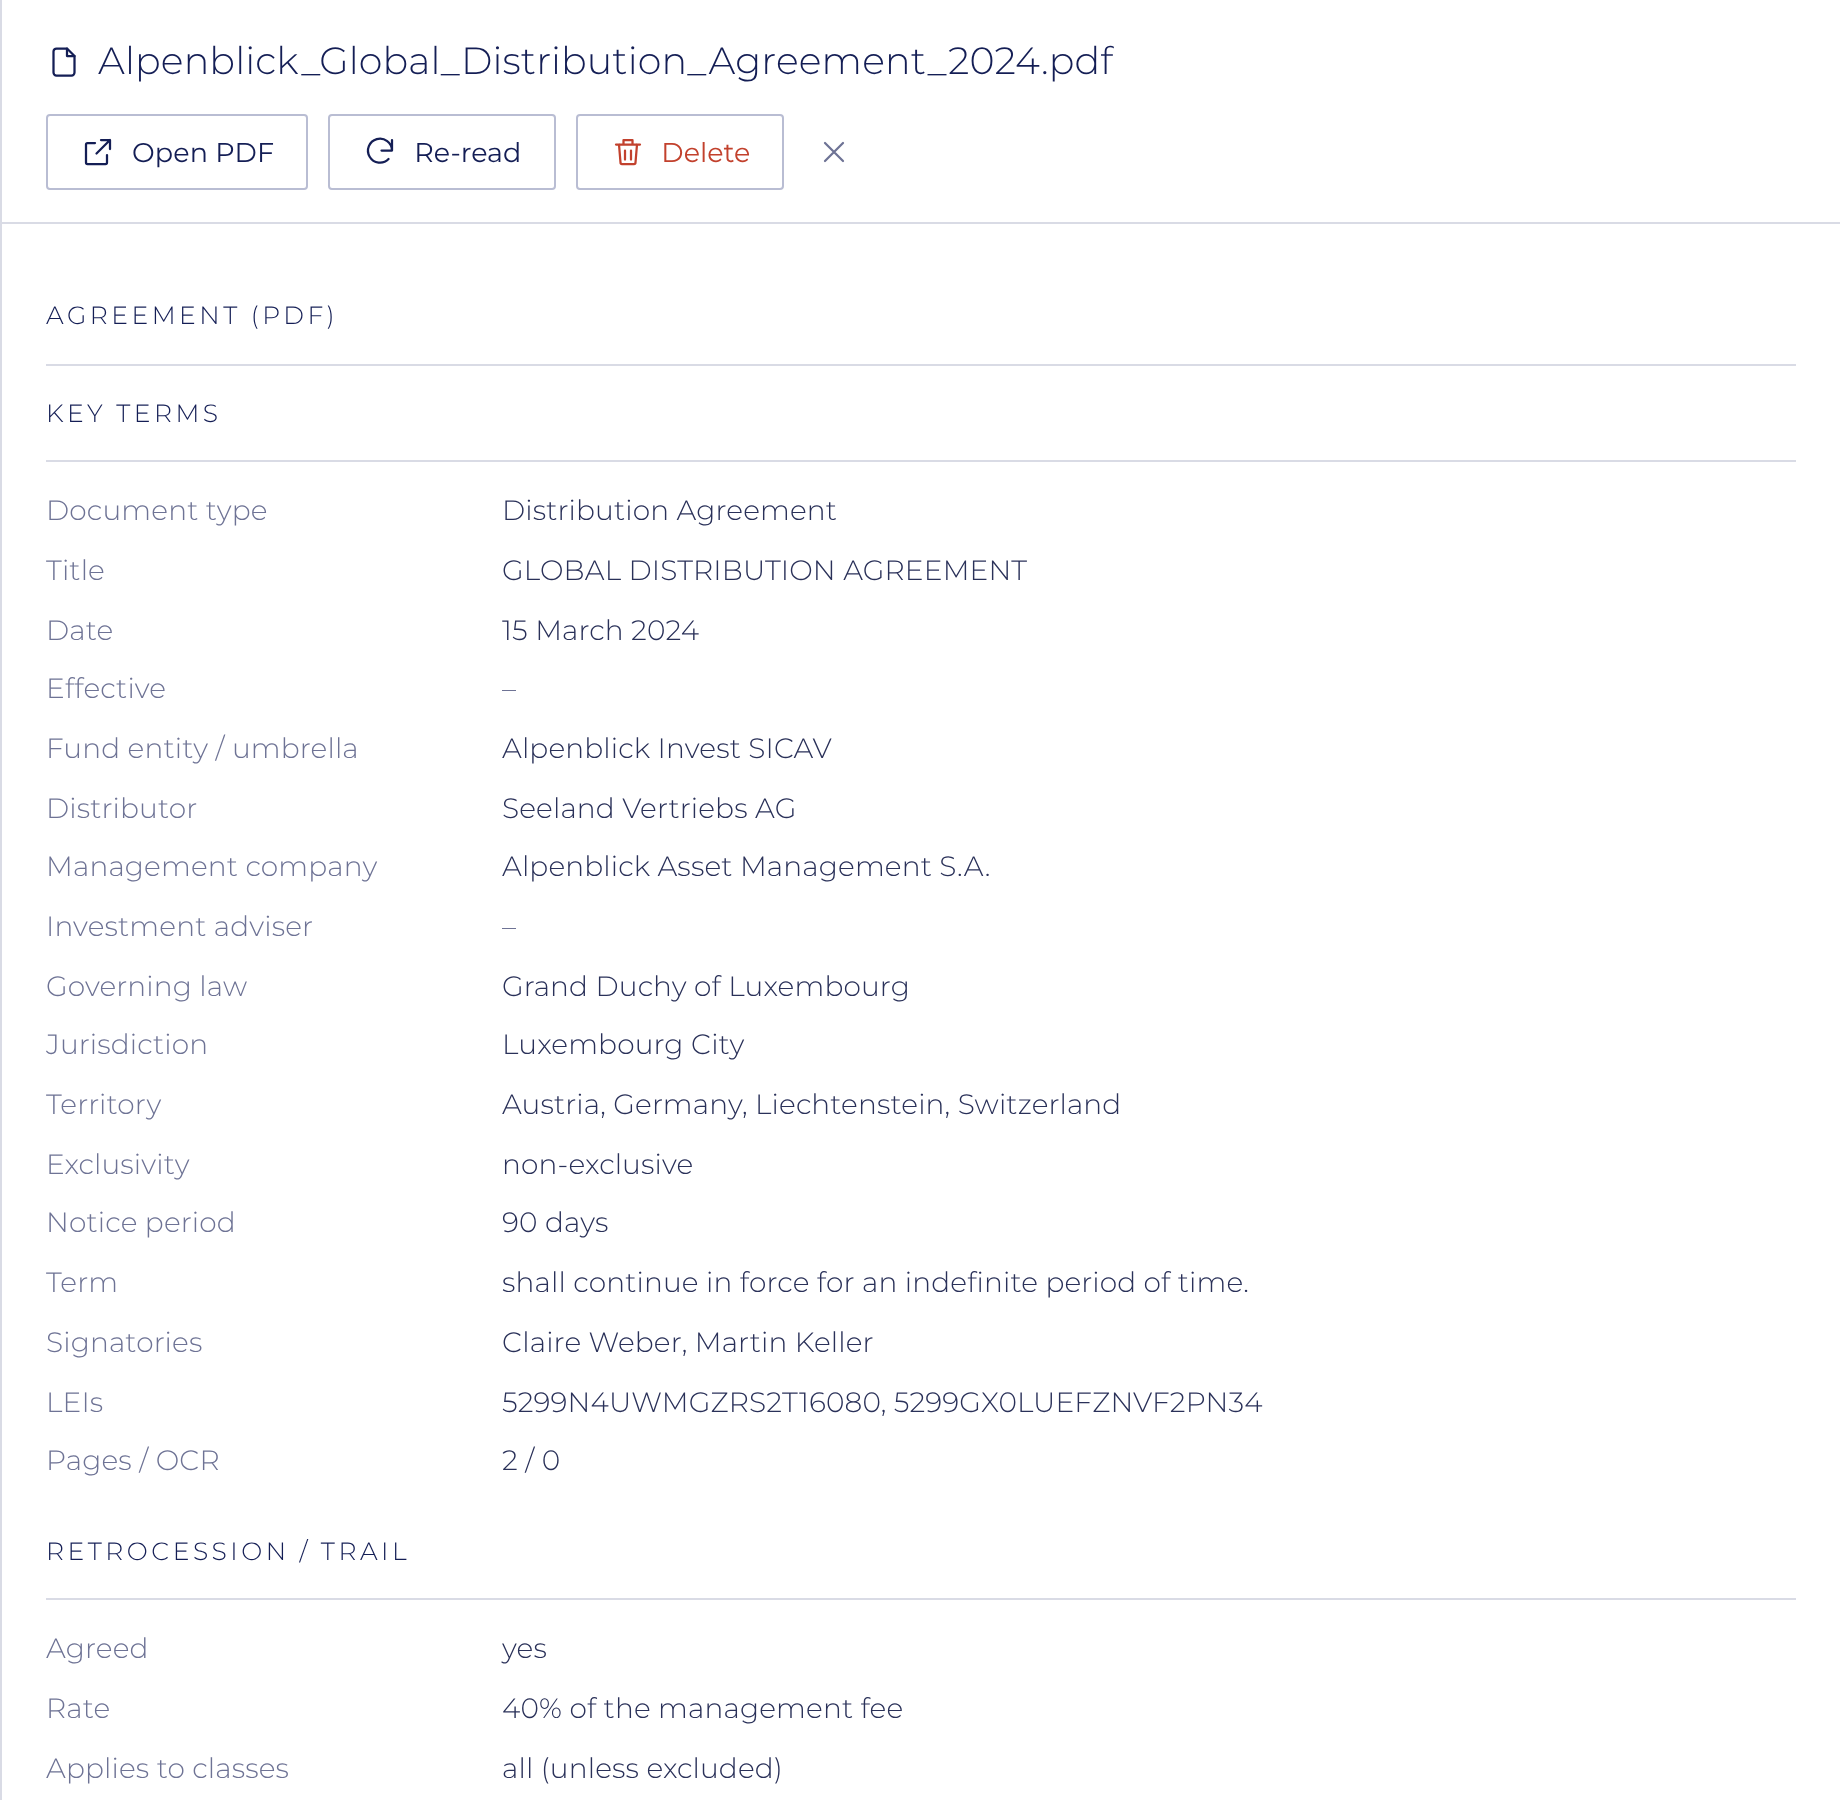 Alpenblick_Global_Distribution_Agreement_2024.pdf
Open PDF Re-read Delete
AGREEMENT (PDF)
KEY TERMS
Document type Distribution Agreement
Title GLOBAL DISTRIBUTION AGREEMENT
Date 15 March 2024
Effective –
Fund entity / umbrella Alpenblick Invest SICAV
Distributor Seeland Vertriebs AG
Management company Alpenblick Asset Management S.A.
Investment adviser –
Governing law Grand Duchy of Luxembourg
Jurisdiction Luxembourg City
Territory Austria, Germany, Liechtenstein, Switzerland
Exclusivity non-exclusive
Notice period 90 days
Term shall continue in force for an indefinite period of time.
Signatories Claire Weber, Martin Keller
LEIs 5299N4UWMGZRS2T16080, 5299GX0LUEFZNVF2PN34
Pages / OCR 2 / 0
RETROCESSION / TRAIL
Agreed yes
Rate 40% of the management fee
Applies to classes all (unless excluded)